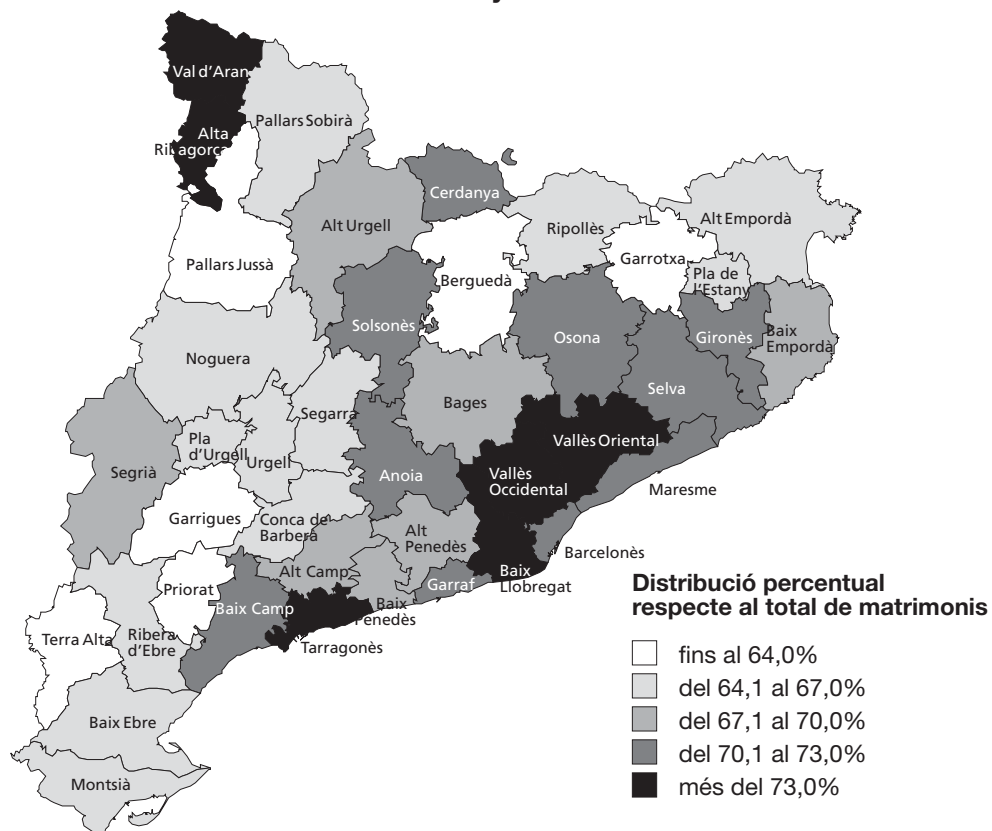 Val d'Aran
Pallars Sobirà
Alta
Ribagorça
Cerdanya
Alt Urgell
Ripollès
Alt Empordà
Garrotxa
Pallars Jussà
Berguedà
Pla de
l'Estany
Solsonès
Osona
Gironès
Baix
Empordà
Noguera
Selva
Bages
Segarra
Vallès Oriental
Pla
d'Urgell
Urgell
Segrià
Anoia
Vallès
Occidental
Maresme
Garrigues
Conca de
Barberà
Alt
Penedès
Barcelonès
Alt Camp
Baix
Llobregat
Garraf
Priorat
Baix Camp
Baix
Penedès
Terra Alta
Ribera
d'Ebre
Tarragonès
Baix Ebre
Montsià
Distribució percentual
respecte al total de matrimonis
fins al 64,0%
del 64,1 al 67,0%
del 67,1 al 70,0%
del 70,1 al 73,0%
més del 73,0%